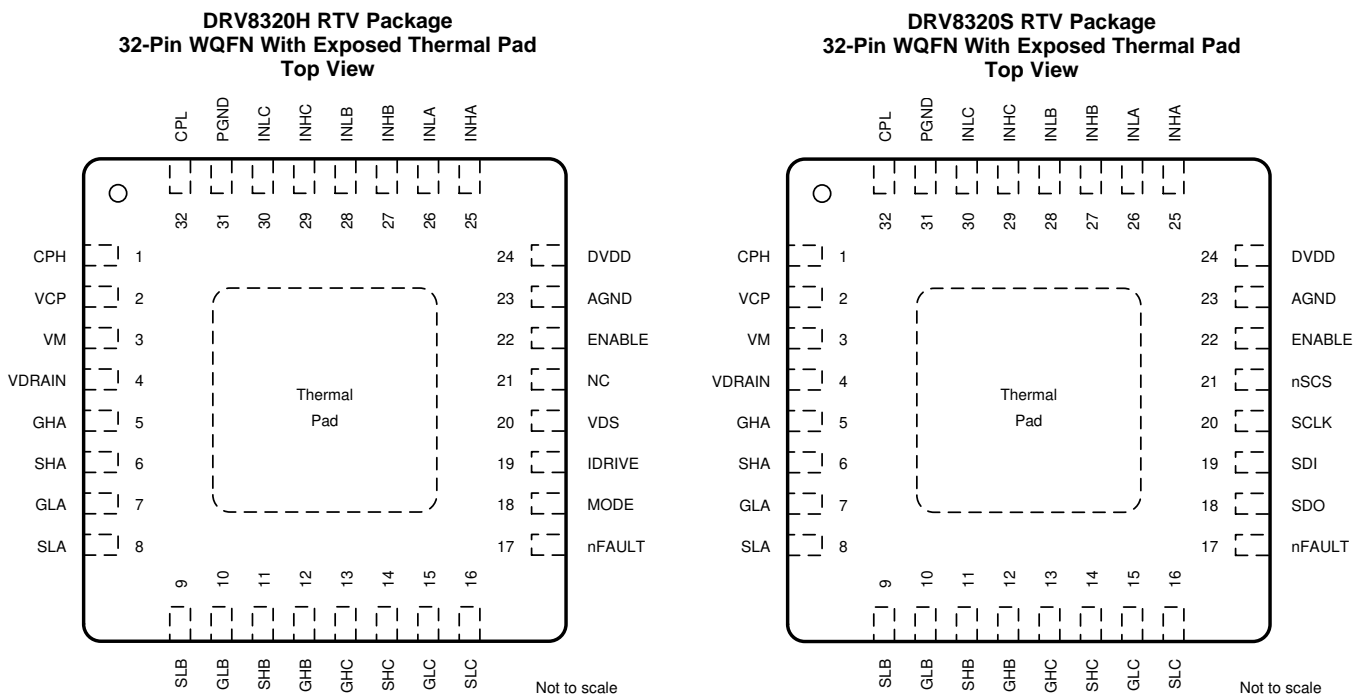 DRV8320H RTV Package
32-Pin WQFN With Exposed Thermal Pad
Top View
CPL
PGND
INLC
INHC
INLB
INHB
INLA
INHA
32
31
30
29
28
27
26
25
CPH 1
VCP 2
VM 3
VDRAIN 4
GHA 5
SHA 6
GLA 7
SLA 8
Thermal
Pad
24 DVDD
23 AGND
22 ENABLE
21 NC
20 VDS
19 IDRIVE
18 MODE
17 nFAULT
9
10
11
12
13
14
15
16
SLB
GLB
SHB
GHB
GHC
SHC
GLC
SLC
Not to scale
DRV8320S RTV Package
32-Pin WQFN With Exposed Thermal Pad
Top View
CPL
PGND
INLC
INHC
INLB
INHB
INLA
INHA
32
31
30
29
28
27
26
25
CPH 1
VCP 2
VM 3
VDRAIN 4
GHA 5
SHA 6
GLA 7
SLA 8
Thermal
Pad
24 DVDD
23 AGND
22 ENABLE
21 nSCS
20 SCLK
19 SDI
18 SDO
17 nFAULT
9
10
11
12
13
14
15
16
SLB
GLB
SHB
GHB
GHC
SHC
GLC
SLC
Not to scale